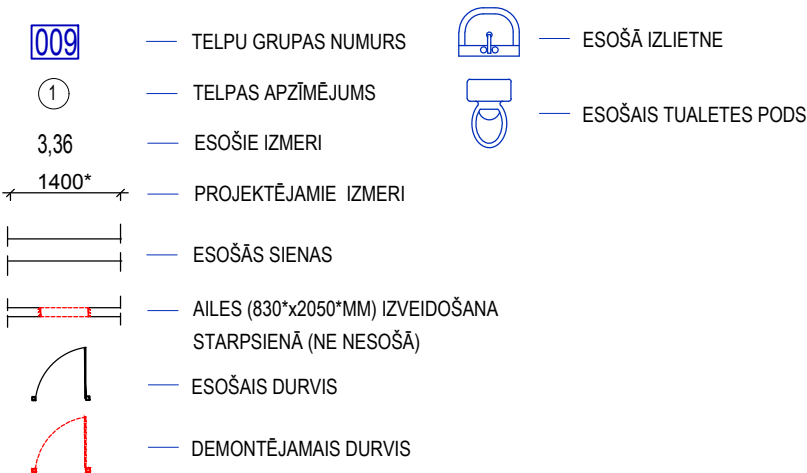 009 TELPU GRUPAS NUMURS
1 TELPAS APZĪMĒJUMS
3,36 ESOŠIE IZMERI
1400* PROJEKTĒJAMIE IZMERI
ESOŠĀS SIENAS
AILES (830*x2050*MM) IZVEIDOŠANA
STARPSIENĀ (NE NESOŠĀ)
ESOŠAIS DURVIS
DEMONTĒJAMAIS DURVIS
ESOŠĀ IZLIETNE
ESOŠAIS TUALETES PODS